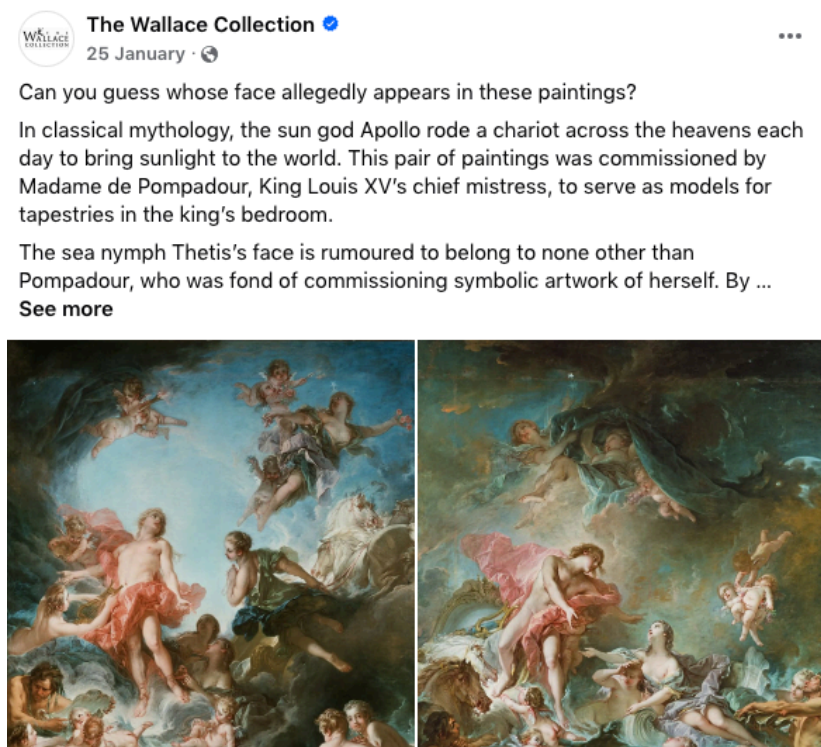 THE
WALLACE
COLLECTION
The Wallace Collection
25 January ·
Can you guess whose face allegedly appears in these paintings?
In classical mythology, the sun god Apollo rode a chariot across the heavens each
day to bring sunlight to the world. This pair of paintings was commissioned by
Madame de Pompadour, King Louis XV’s chief mistress, to serve as models for
tapestries in the king’s bedroom.
The sea nymph Thetis’s face is rumoured to belong to none other than
Pompadour, who was fond of commissioning symbolic artwork of herself. By ...
See more